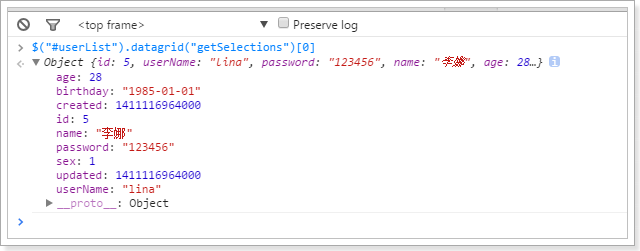 <top frame> Preserve log
$("#userList").datagrid("getSelections")[0]
Object {id: 5, userName: "lina", password: "123456", name: "李娜", age: 28…}
age: 28
birthday: "1985-01-01"
created: 1411116964000
id: 5
name: "李娜"
password: "123456"
sex: 1
updated: 1411116964000
userName: "lina"
__proto__: Object